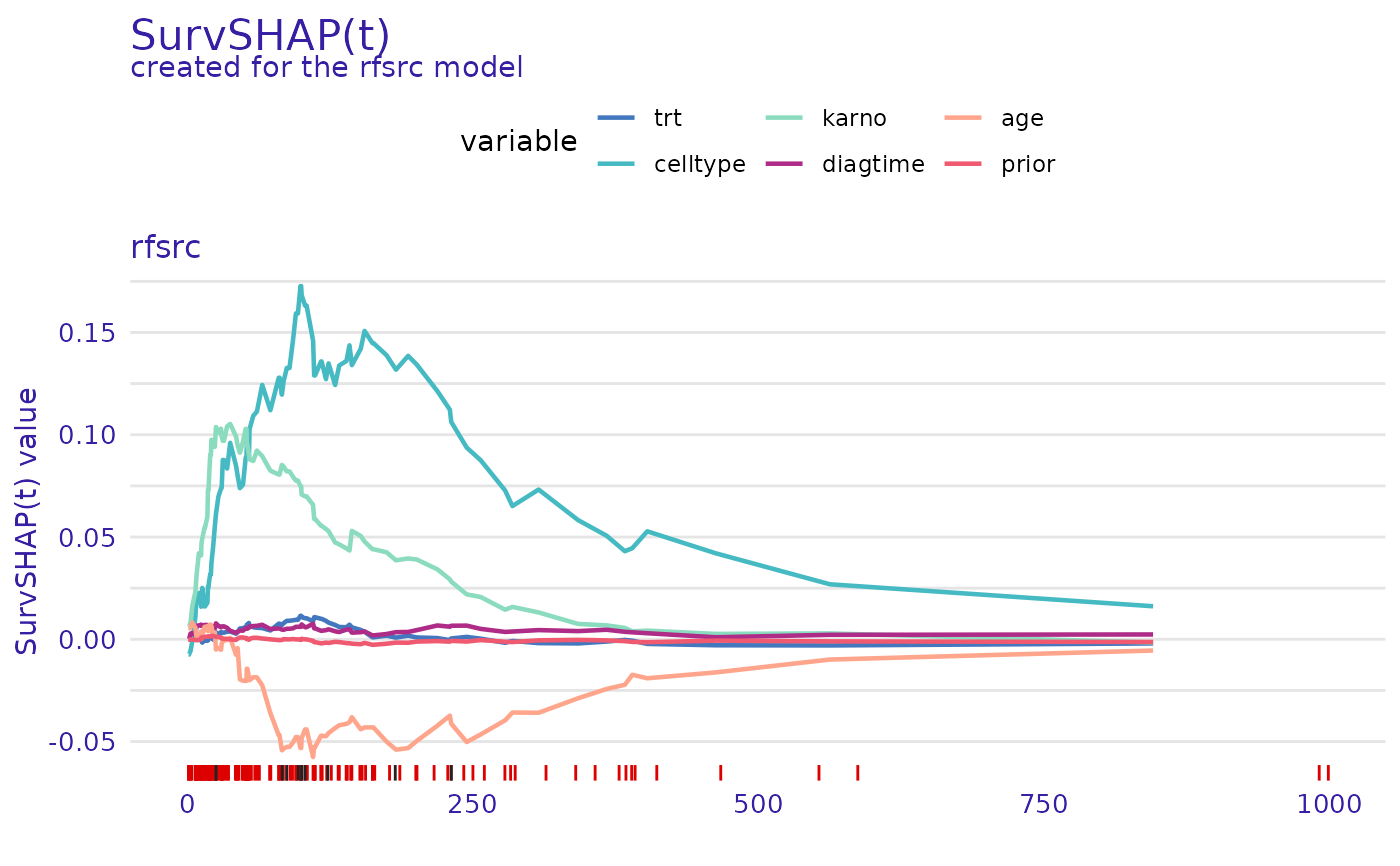 SurvSHAP(t)
created for the rfsrc model
variable
trt
karno
age
celltype
diagtime
prior
rfsrc
SurvSHAP(t) value
0.15
0.10
0.05
0.00
-0.05
0
250
500
750
1000